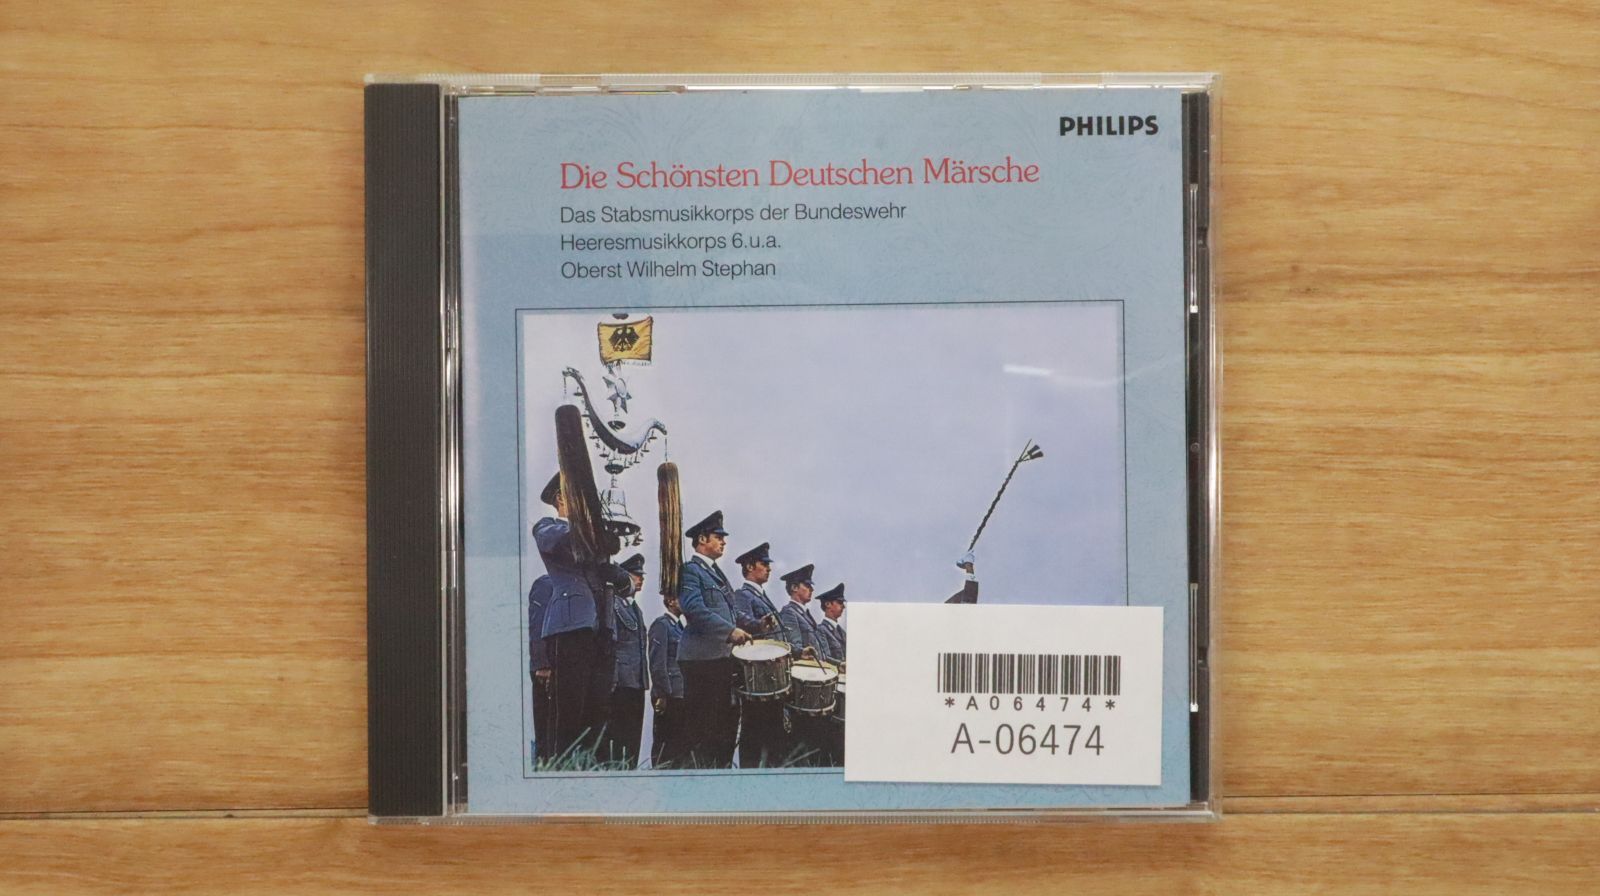 PHILIPS
Die Schönsten Deutschen Märsche
Das Stabsmusikkorps der Bundeswehr
Heeresmusikkorps 6.u.a.
Oberst Wilhelm Stephan
*A06474*
A-06474